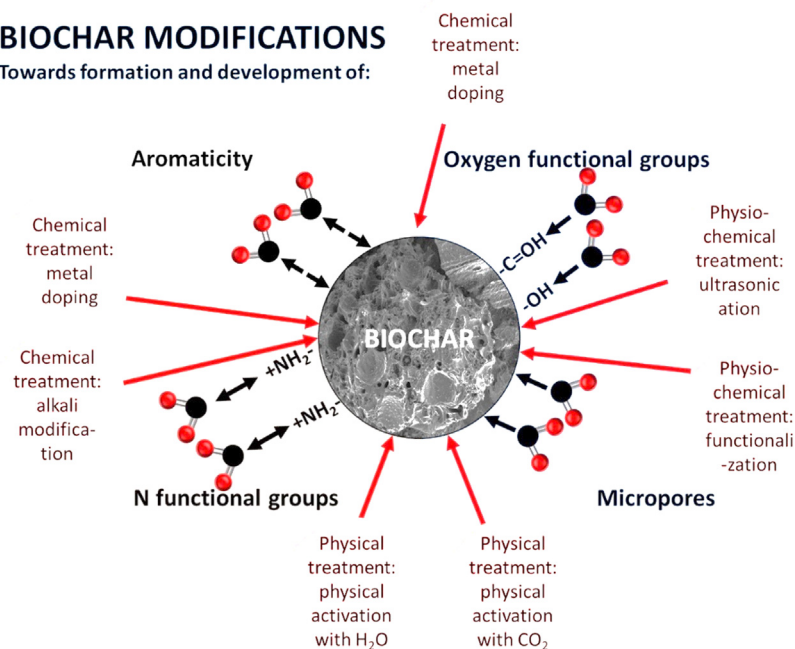 BIOCHAR MODIFICATIONS
Towards formation and development of:
Chemical
treatment:
metal
doping
Aromaticity
Oxygen functional groups
Chemical
treatment:
metal
doping
Physio-
chemical
treatment:
ultrasonic
ation
-C=OH
-OH
BIOCHAR
Chemical
treatment:
alkali
modifica-
tion
+NH₂-
+NH₂-
Physio-
chemical
treatment:
functionali
-zation
N functional groups
Micropores
Physical
treatment:
physical
activation
with H₂O
Physical
treatment:
physical
activation
with CO₂